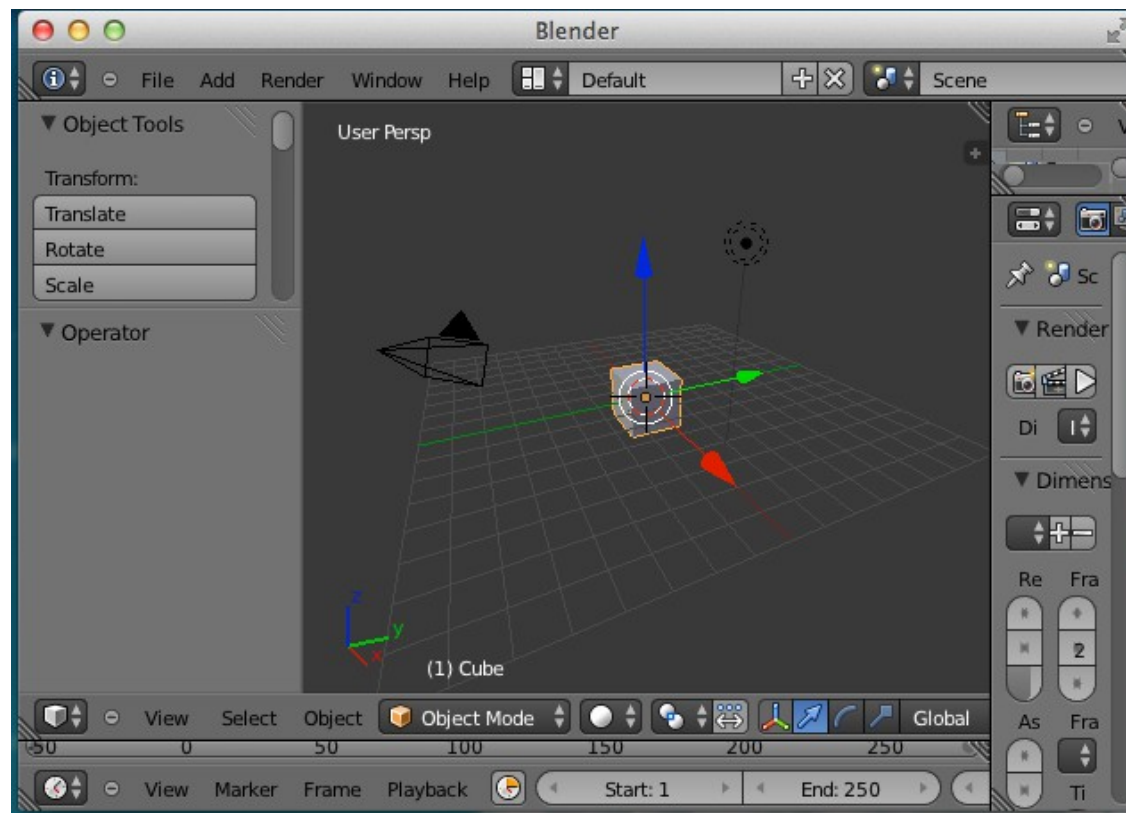 Blender
File Add Render Window Help Default Scene
Object Tools
Transform:
Translate
Rotate
Scale
Operator
User Persp
z
y
x
(1) Cube
Sc
Render
Di
Dimens
Re Fra
2
As Fra
Ti
View Select Object Object Mode Global
-50 0 50 100 150 200 250
View Marker Frame Playback Start: 1 End: 250